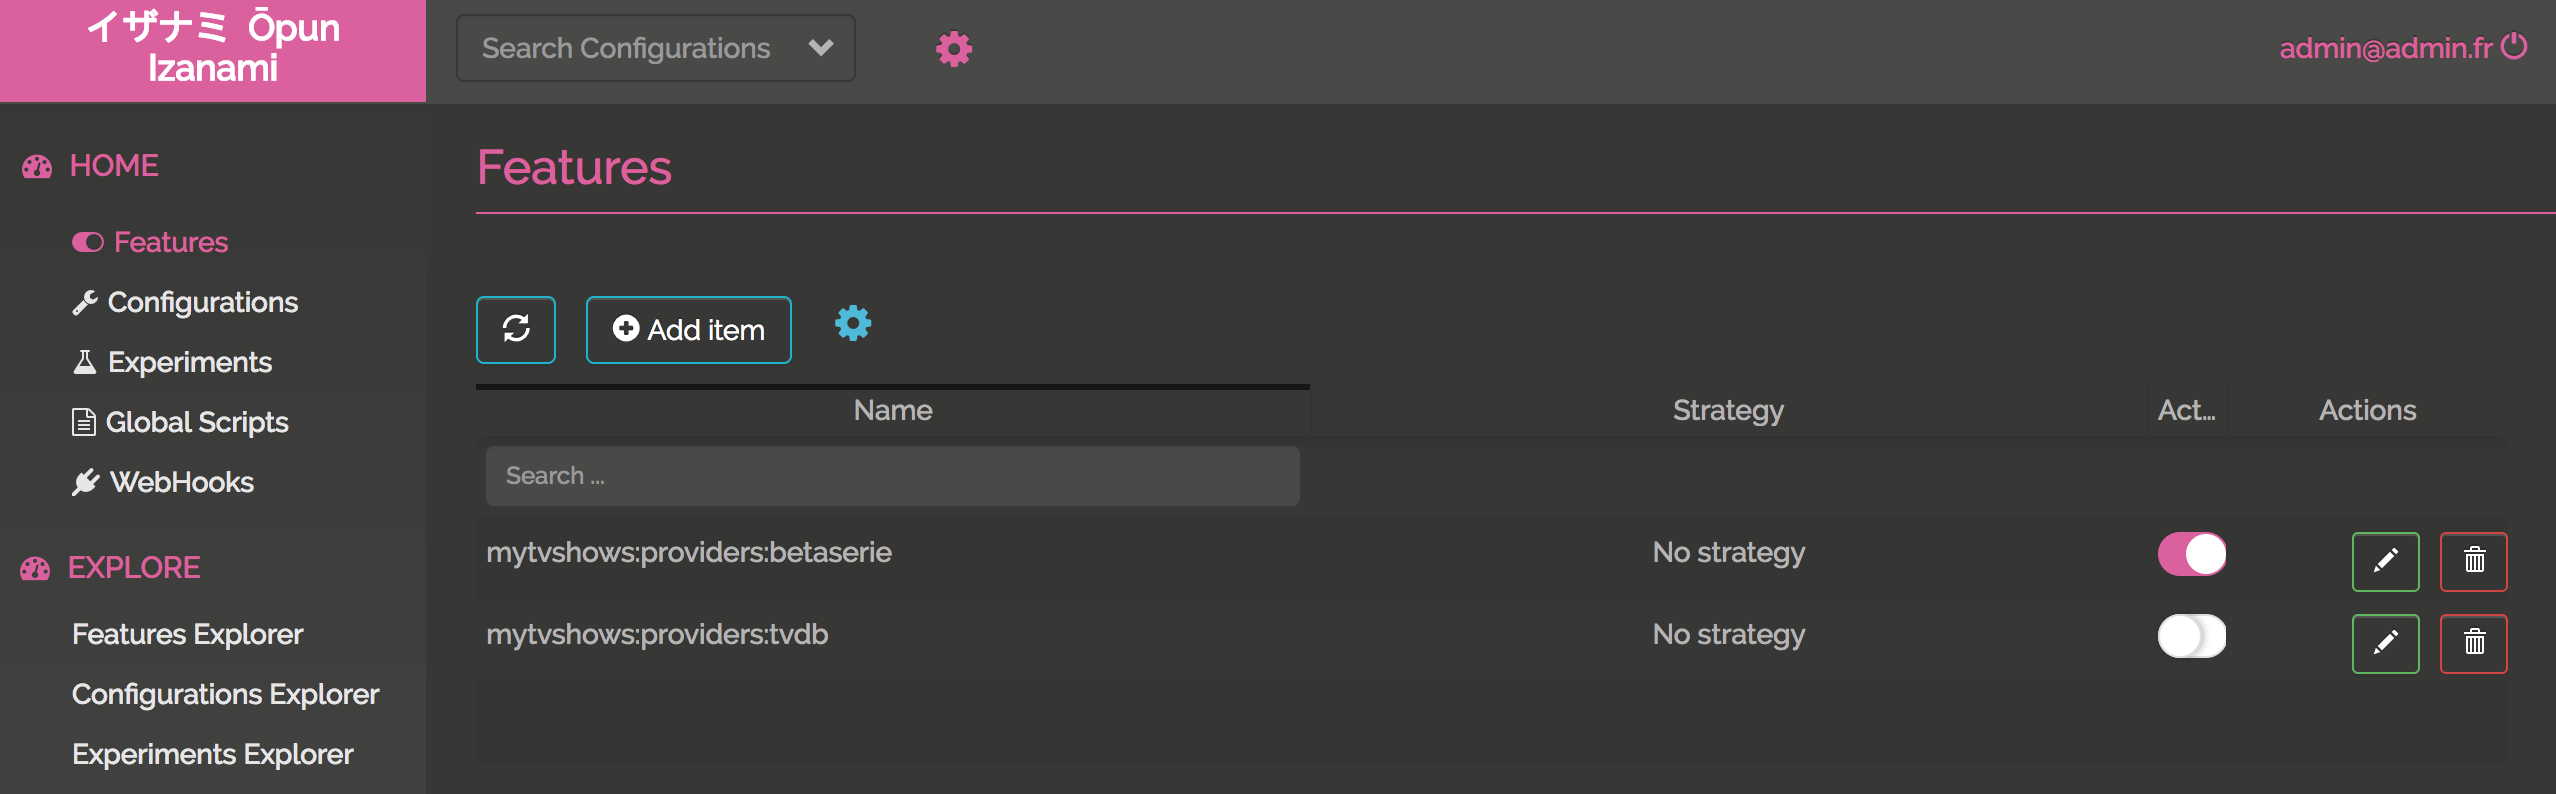 イザナミ Ōpun
Izanami
Search Configurations
admin@admin.fr
HOME
Features
Configurations
Experiments
Global Scripts
WebHooks
EXPLORE
Features Explorer
Configurations Explorer
Experiments Explorer
Features
Add item
Name Strategy Act... Actions
Search ...
mytvshows:providers:betaserie No strategy
mytvshows:providers:tvdb No strategy